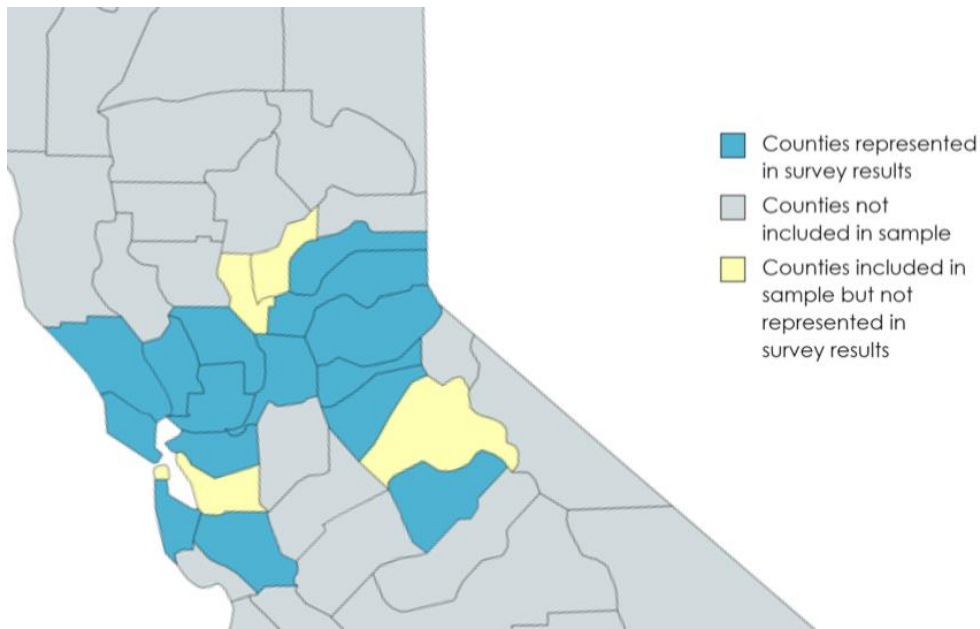 Counties represented
in survey results
Counties not
included in sample
Counties included in
sample but not
represented in
survey results